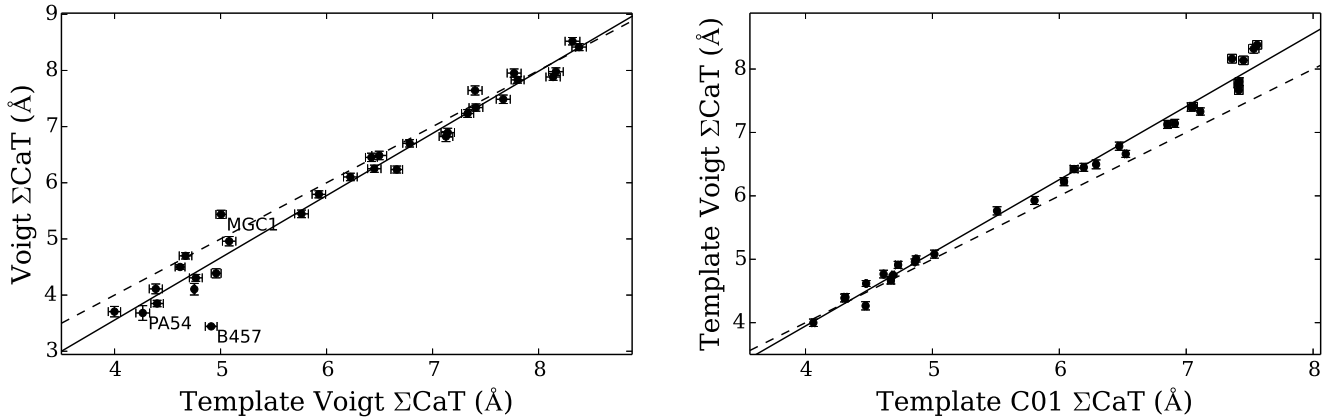 9
8
7
6
5
4
3
Voigt ΣCaT (Å)
MGC1
PA54
B457
4 5 6 7 8
Template Voigt ΣCaT (Å)
8
7
6
5
4
Template Voigt ΣCaT (Å)
4 5 6 7 8
Template C01 ΣCaT (Å)